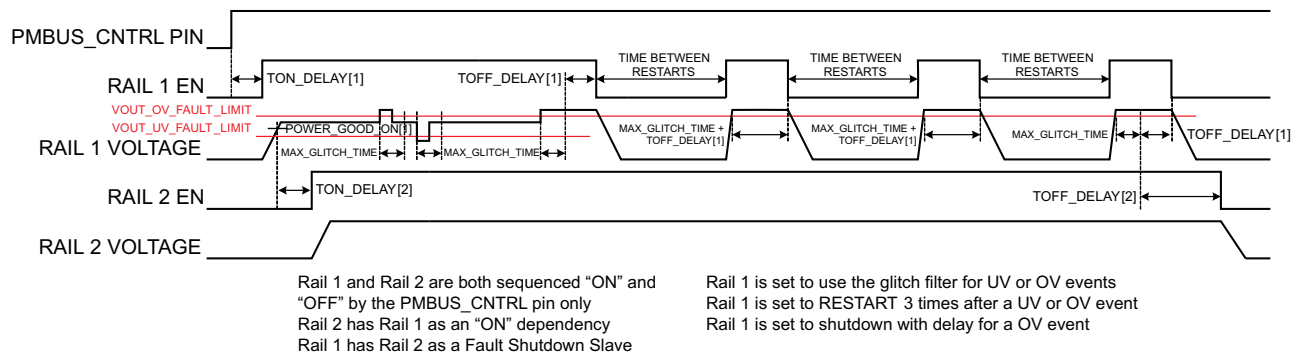 PMBUS_CNTRL PIN
RAIL 1 EN
TON_DELAY[1]
TOFF_DELAY[1]
TIME BETWEEN
RESTARTS
TIME BETWEEN
RESTARTS
TIME BETWEEN
RESTARTS
VOUT_OV_FAULT_LIMIT
VOUT_UV_FAULT_LIMIT
POWER_GOOD_ON[1]
RAIL 1 VOLTAGE
MAX_GLITCH_TIME
MAX_GLITCH_TIME
MAX_GLITCH_TIME +
TOFF_DELAY[1]
MAX_GLITCH_TIME +
TOFF_DELAY[1]
MAX_GLITCH_TIME
TOFF_DELAY[1]
RAIL 2 EN
TON_DELAY[2]
TOFF_DELAY[2]
RAIL 2 VOLTAGE
Rail 1 and Rail 2 are both sequenced “ON” and
“OFF” by the PMBUS_CNTRL pin only
Rail 2 has Rail 1 as an “ON” dependency
Rail 1 has Rail 2 as a Fault Shutdown Slave
Rail 1 is set to use the glitch filter for UV or OV events
Rail 1 is set to RESTART 3 times after a UV or OV event
Rail 1 is set to shutdown with delay for a OV event